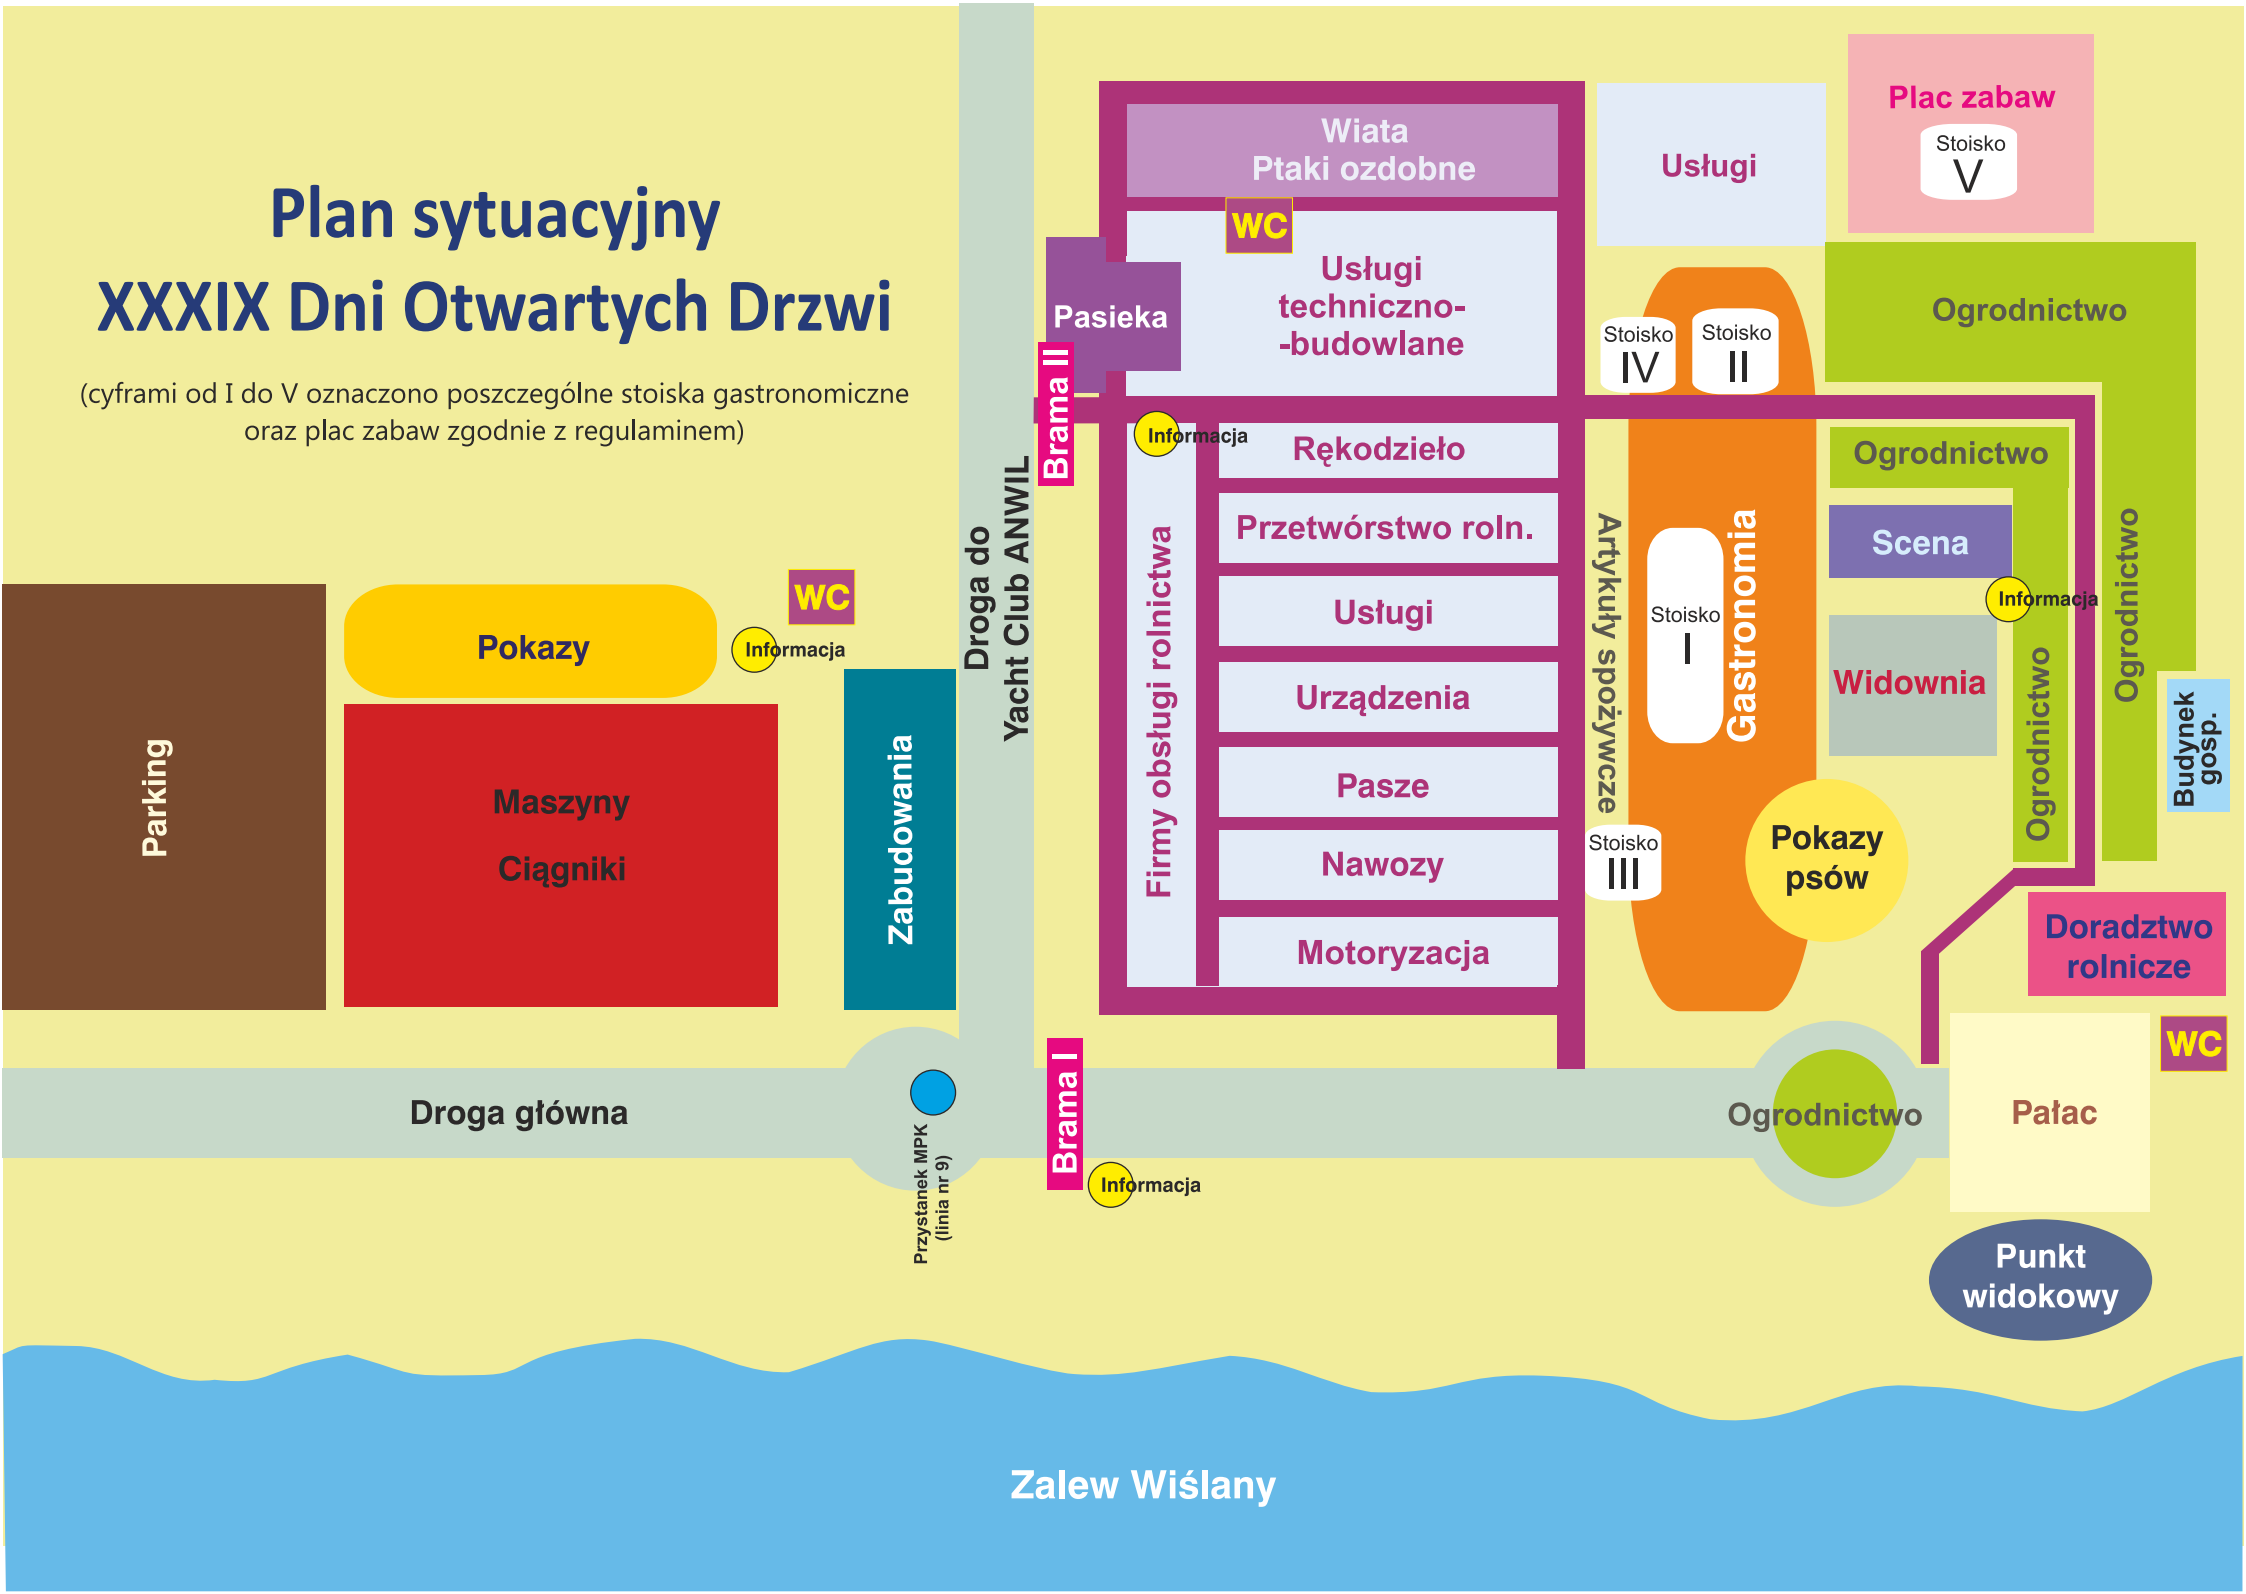 Plan sytuacyjny
XXXIX Dni Otwartych Drzwi
(cyframi od I do V oznaczono poszczególne stoiska gastronomiczne
oraz plac zabaw zgodnie z regulaminem)
Parking
Pokazy
Informacja
WC
Maszyny
Ciągniki
Zabudowania
Droga do
Yacht Club ANWIL
Droga główna
Przystanek MPK
(linia nr 9)
Brama I
Informacja
Brama II
Pasieka
Wiata
Ptaki ozdobne
WC
Usługi
techniczno-
-budowlane
Informacja
Firmy obsługi rolnictwa
Rękodzieło
Przetwórstwo roln.
Usługi
Urządzenia
Pasze
Nawozy
Motoryzacja
Usługi
Plac zabaw
Stoisko
V
Stoisko
IV
Stoisko
II
Artykuły spożywcze
Stoisko
I
Gastronomia
Stoisko
III
Pokazy
psów
Ogrodnictwo
Ogrodnictwo
Scena
Informacja
Widownia
Ogrodnictwo
Ogrodnictwo
Budynek
gosp.
Doradztwo
rolnicze
WC
Ogrodnictwo
Pałac
Punkt
widokowy
Zalew Wiślany